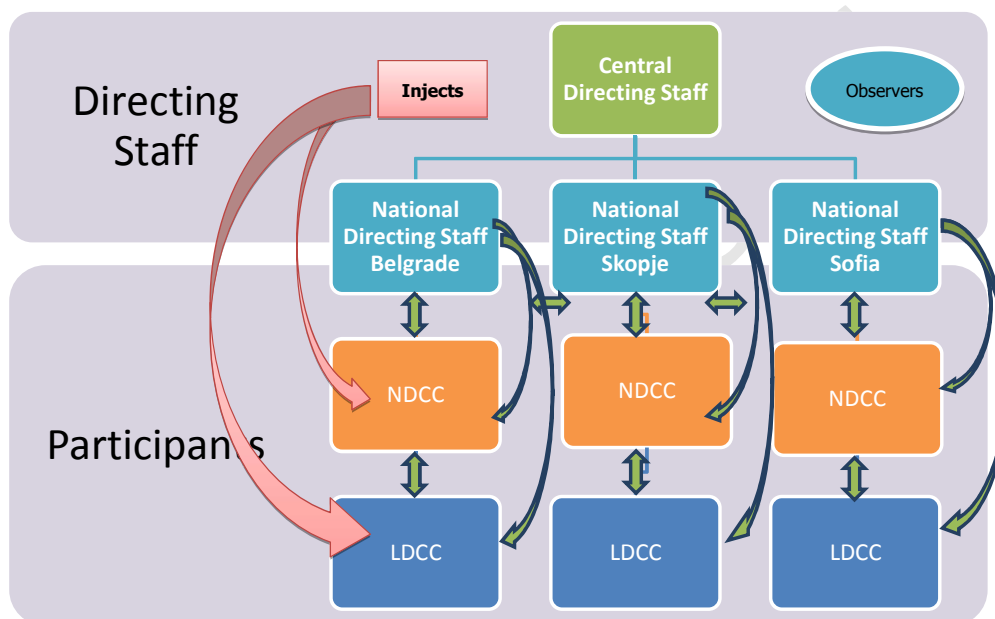 Directing
Staff
Injects
Central
Directing Staff
Observers
National
Directing Staff
Belgrade
National
Directing Staff
Skopje
National
Directing Staff
Sofia
Participants
NDCC
NDCC
NDCC
LDCC
LDCC
LDCC